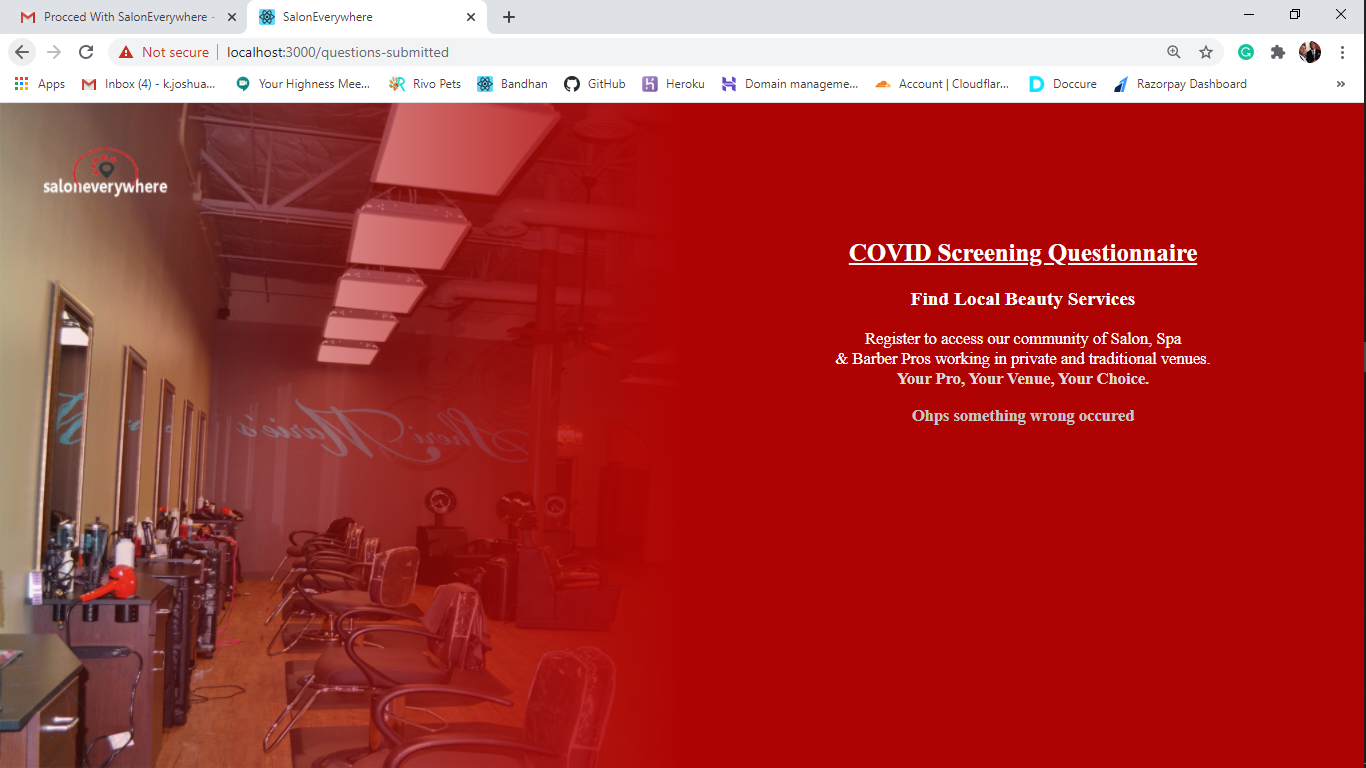 Procced With SalonEverywhere -
SalonEverywhere
Not secure
localhost:3000/questions-submitted
Apps
Inbox (4) - k.joshua...
Your Highness Mee...
Rivo Pets
Bandhan
GitHub
Heroku
Domain manageme...
Account | Cloudflar...
Doccure
Razorpay Dashboard
»
saloneverywhere
COVID Screening Questionnaire
Find Local Beauty Services
Register to access our community of Salon, Spa
& Barber Pros working in private and traditional venues.
Your Pro, Your Venue, Your Choice.
Ohps something wrong occured
Sheri Marie's